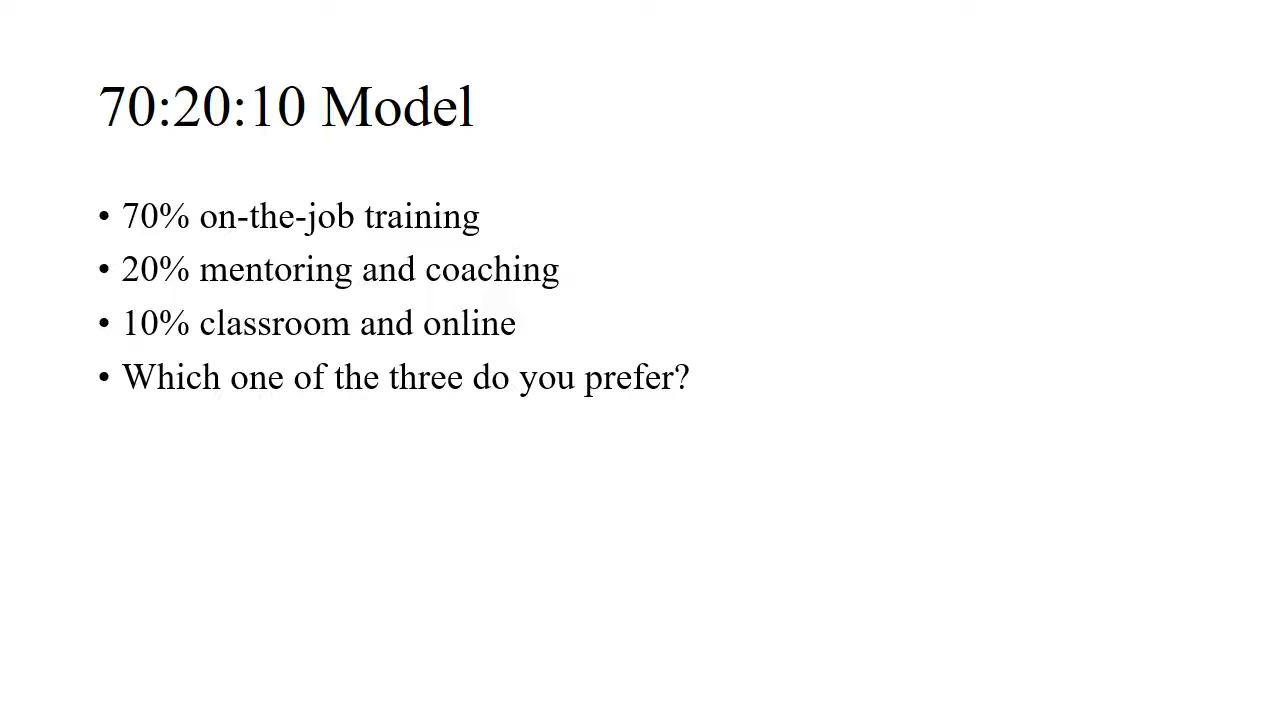 70:20:10 Model
• 70% on-the-job training
• 20% mentoring and coaching
• 10% classroom and online
• Which one of the three do you prefer?